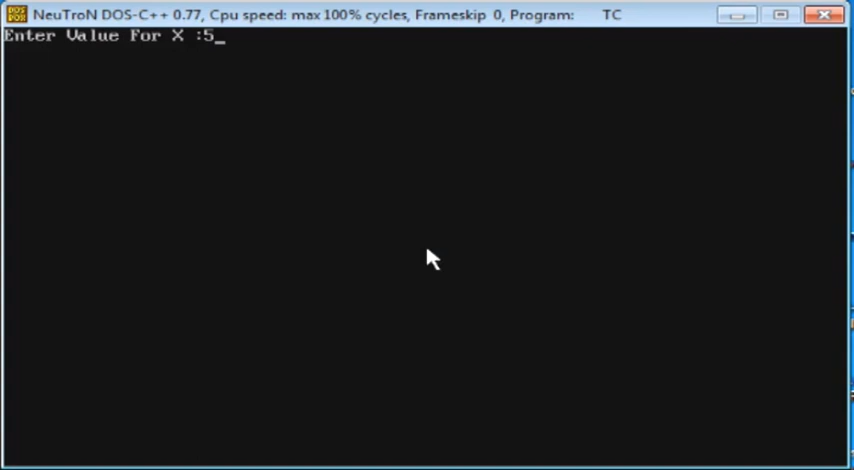 NeuTroN DOS-C++ 0.77, Cpu speed: max 100% cycles, Frameskip 0, Program: TC
Enter Value For X :5_